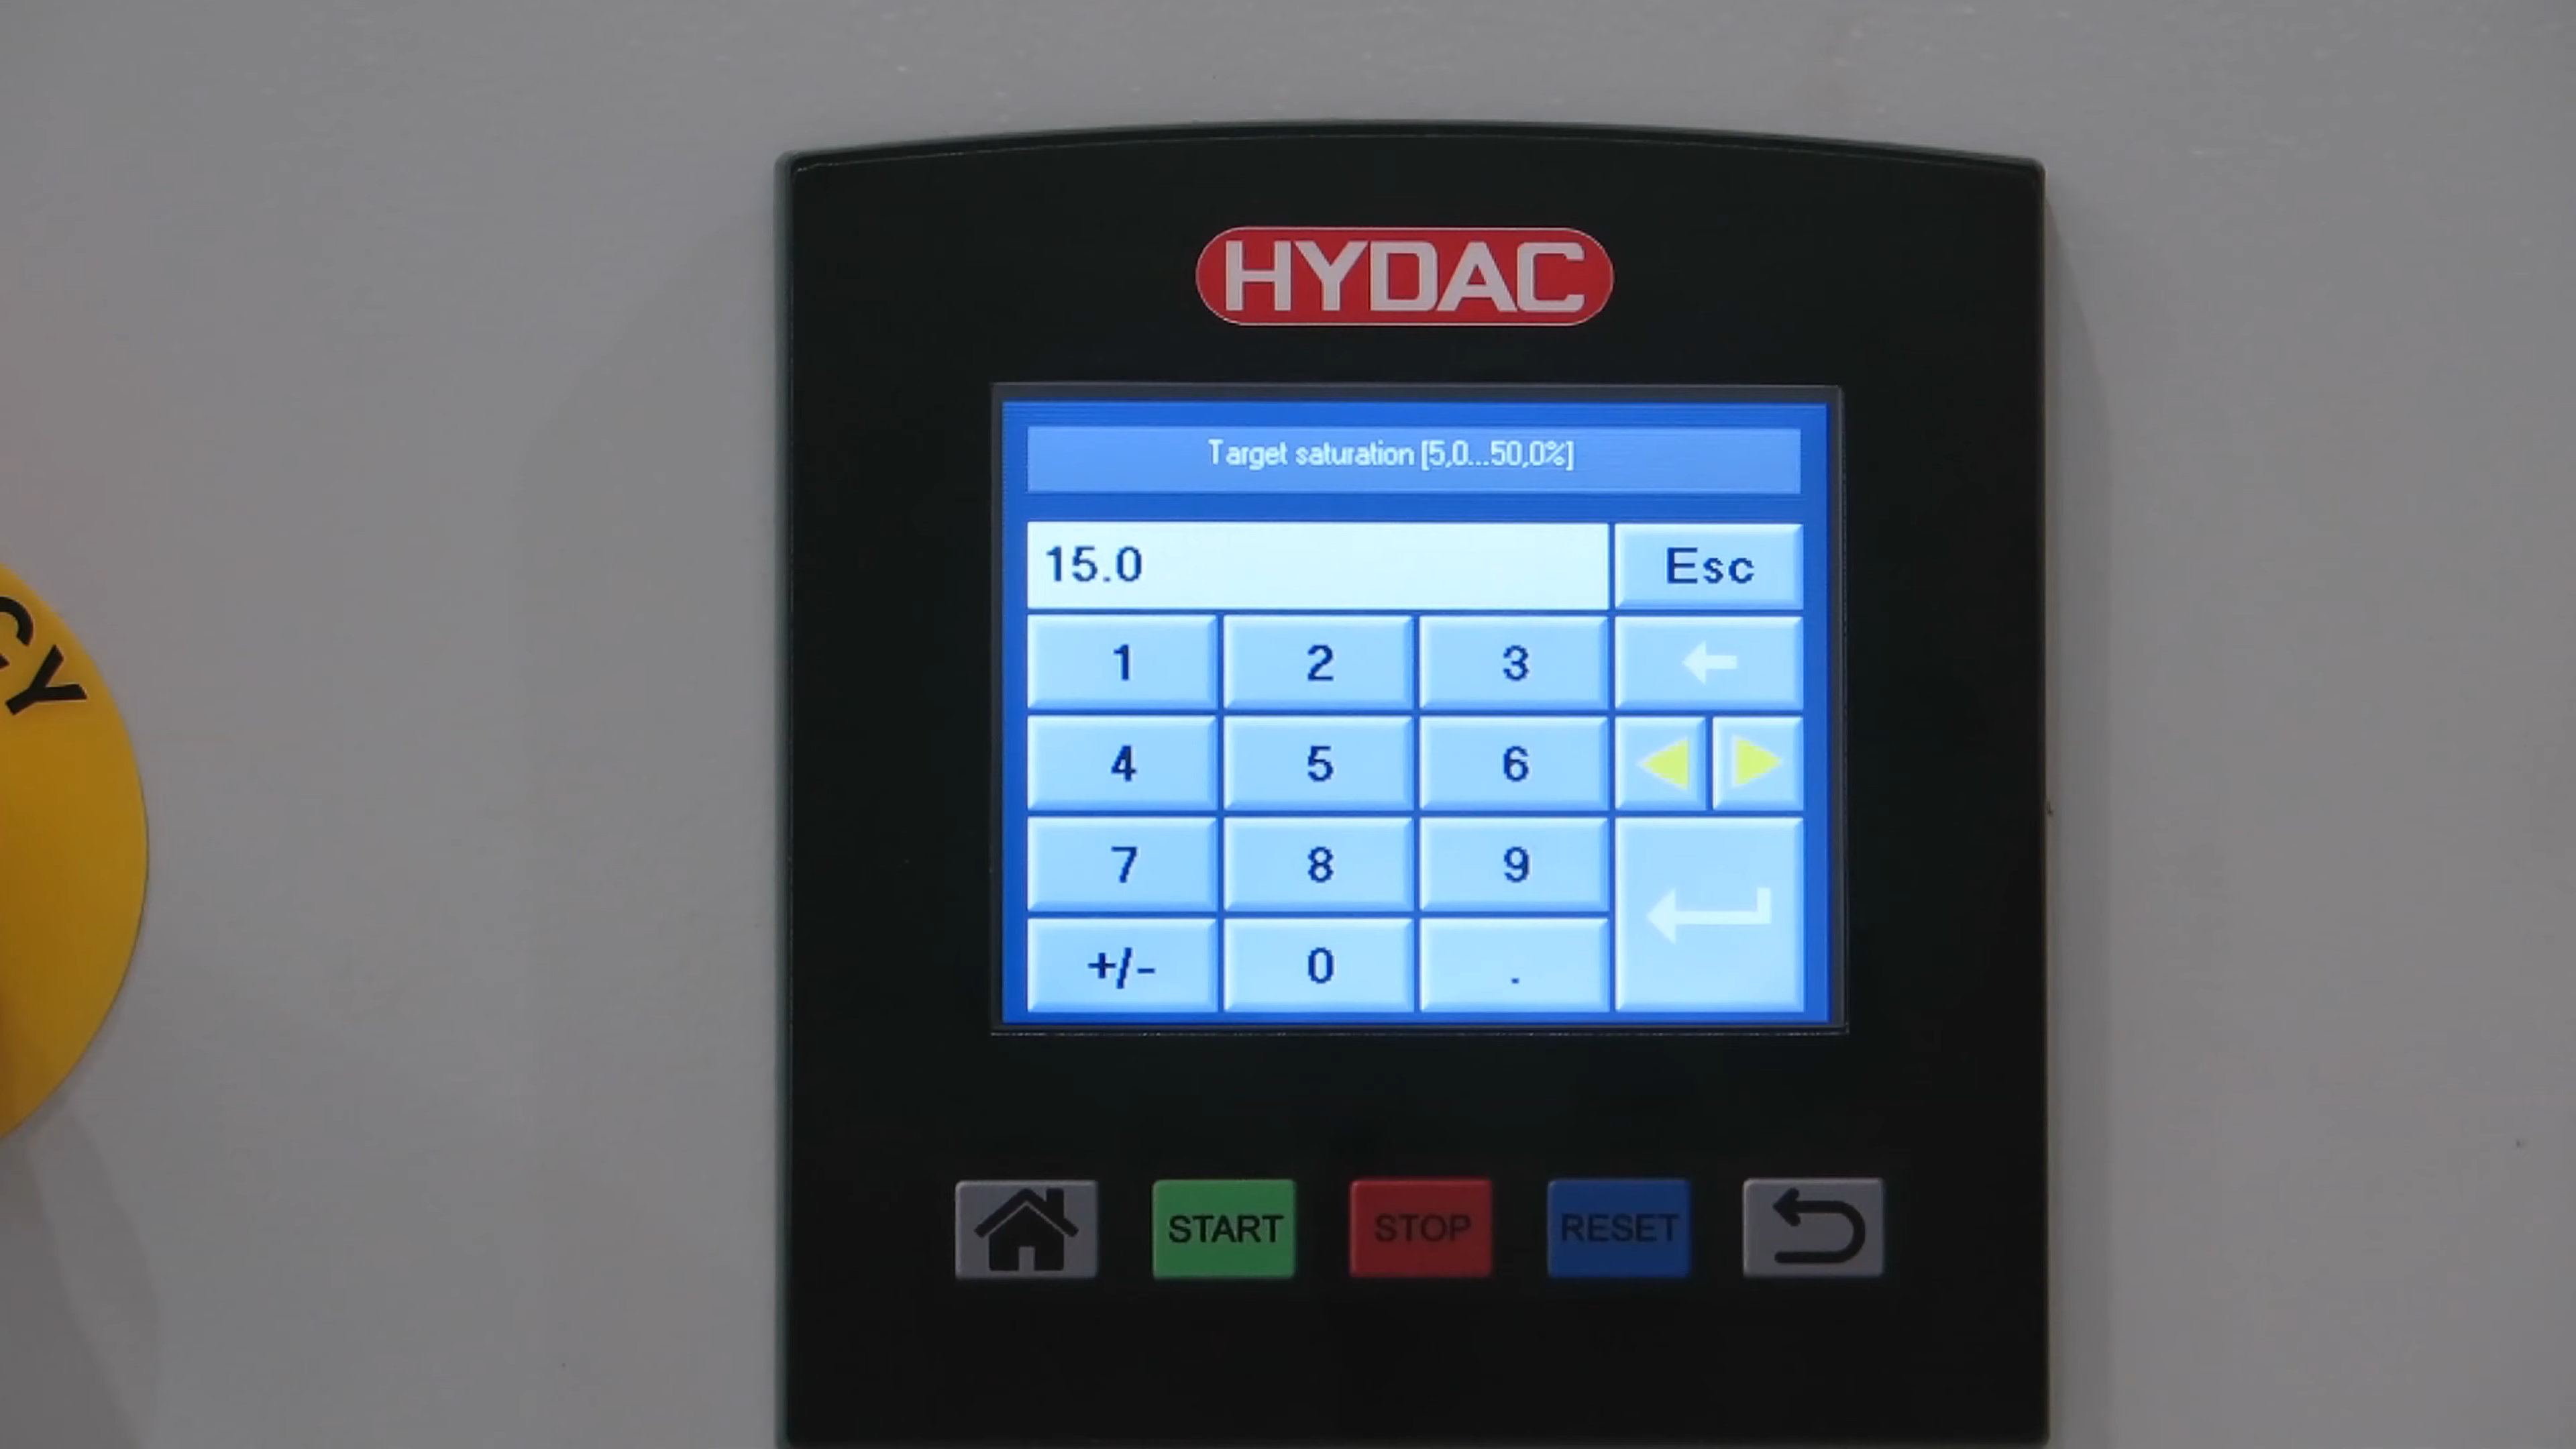 HYDAC
Target saturation [5,0...50,0%]
15.0 Esc
1 2 3
4 5 6
7 8 9
+/- 0 .
START STOP RESET
CY